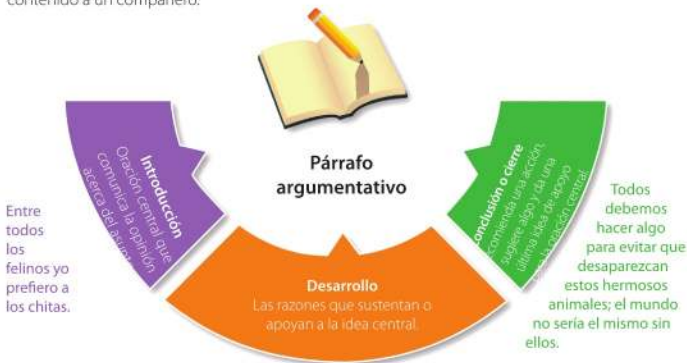 contenido a un compañero.
Párrafo
argumentativo
Introducción
Oración central que
comunica la opinión
acerca del asunto
Entre
todos
los
felinos yo
prefiero a
los chitas.
Desarrollo
Las razones que sustentan o
apoyan a la idea central.
Conclusión o cierre
Recomienda una acción,
sugiere algo y da una
última idea de apoyo
la oración central
Todos
debemos
hacer algo
para evitar que
desaparezcan
estos hermosos
animales; el mundo
no sería el mismo sin
ellos.